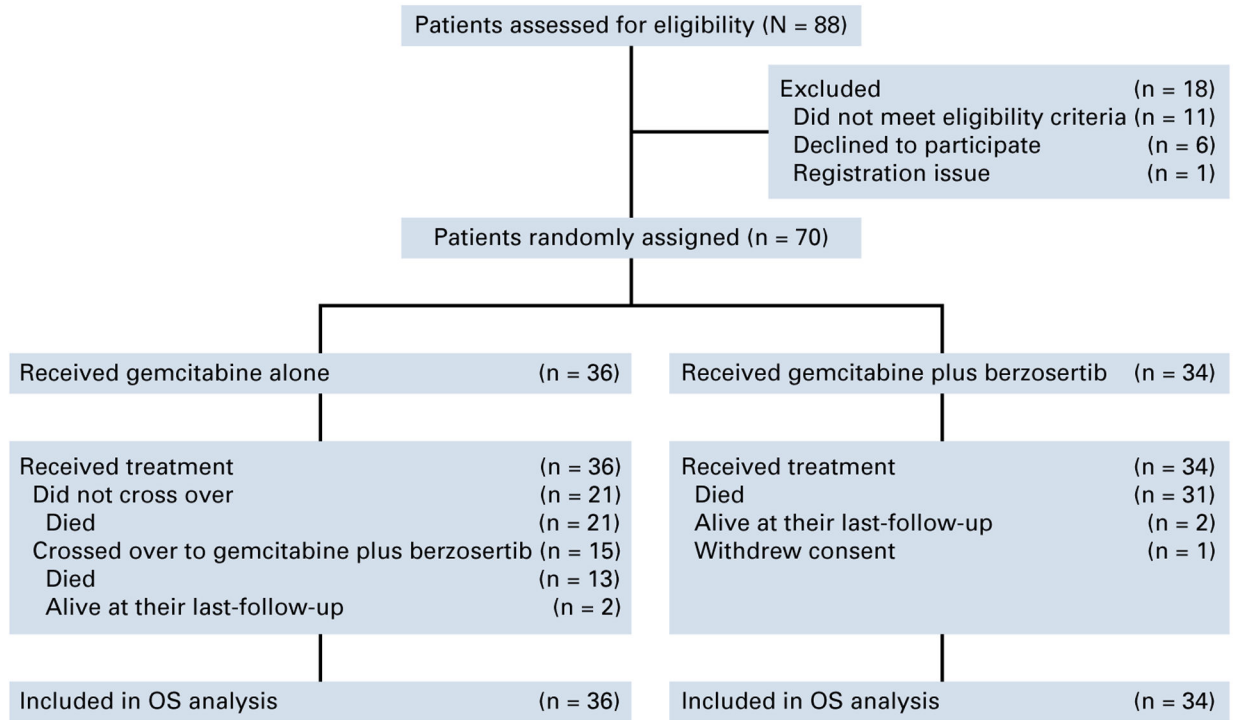 Patients assessed for eligibility (N = 88)
Excluded (n = 18)
Did not meet eligibility criteria (n = 11)
Declined to participate (n = 6)
Registration issue (n = 1)
Patients randomly assigned (n = 70)
Received gemcitabine alone (n = 36)
Received gemcitabine plus berzosertib (n = 34)
Received treatment (n = 36)
Did not cross over (n = 21)
Died (n = 21)
Crossed over to gemcitabine plus berzosertib (n = 15)
Died (n = 13)
Alive at their last-follow-up (n = 2)
Received treatment (n = 34)
Died (n = 31)
Alive at their last-follow-up (n = 2)
Withdrew consent (n = 1)
Included in OS analysis (n = 36)
Included in OS analysis (n = 34)